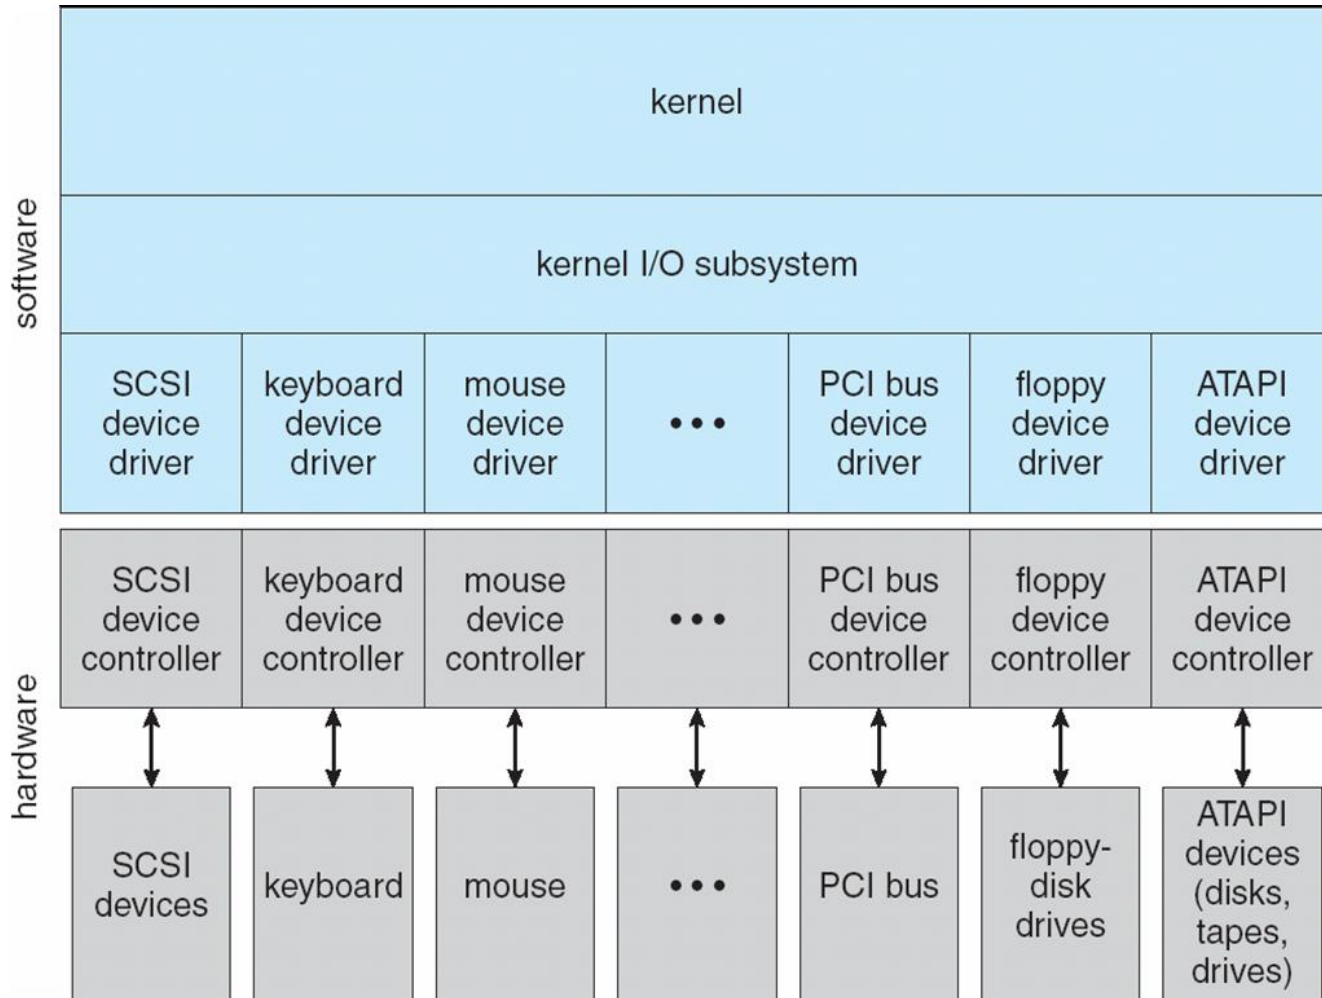 kernel
software
kernel I/O subsystem
SCSI
device
driver
keyboard
device
driver
mouse
device
driver
•••
PCI bus
device
driver
floppy
device
driver
ATAPI
device
driver
hardware
SCSI
device
controller
keyboard
device
controller
mouse
device
controller
•••
PCI bus
device
controller
floppy
device
controller
ATAPI
device
controller
SCSI
devices
keyboard
mouse
•••
PCI bus
floppy-
disk
drives
ATAPI
devices
(disks,
tapes,
drives)